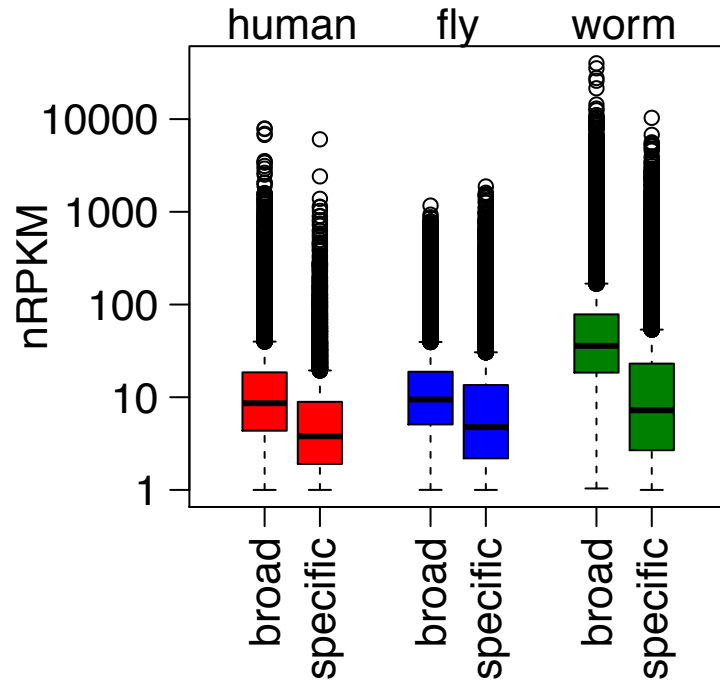 human fly worm
nRPKM
10000
1000
100
10
1
broad
specific
broad
specific
broad
specific